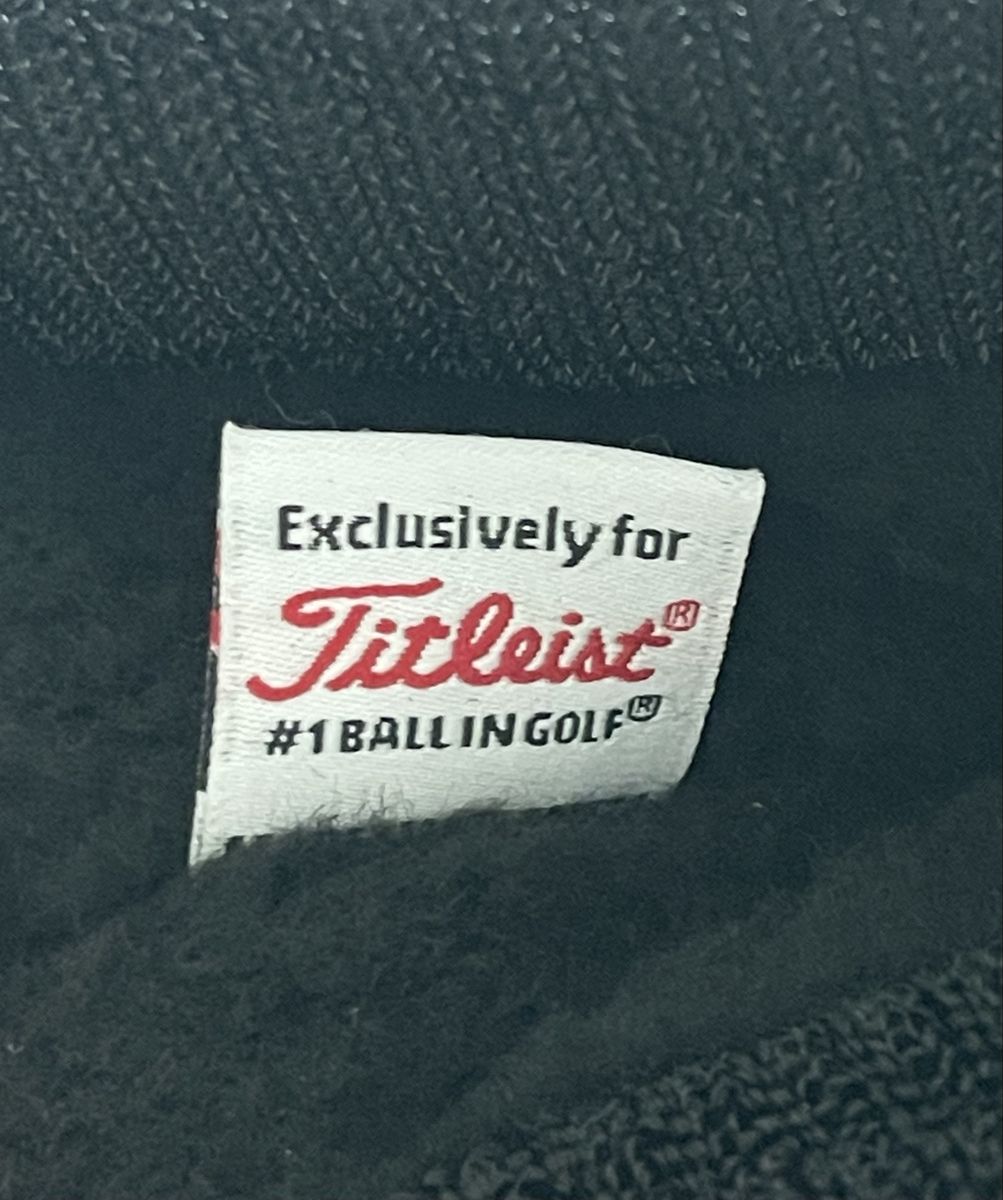 Exclusively for
Titleist®
#1 BALL IN GOLF®